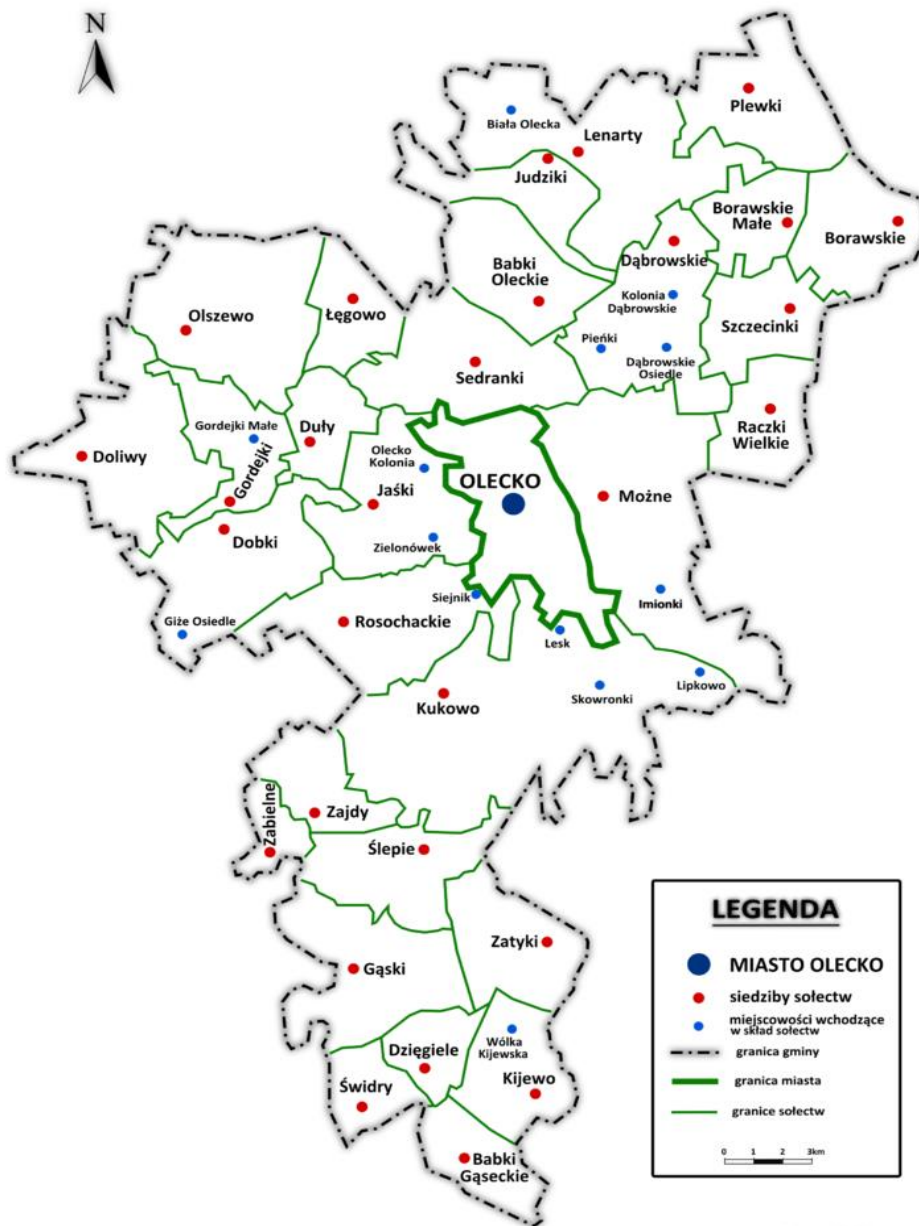 N
Plewki
Biała Olecka
Lenarty
Judziki
Borawskie
Małe
Borawskie
Dąbrowskie
Babki
Oleckie
Kolonia
Dąbrowskie
Łęgowo
Olszewo
Szczecinki
Pieńki
Dąbrowskie
Osiedle
Sedranki
Raczki
Wielkie
Gordejki Małe
Duły
Doliwy
Olecko
Kolonia
OLECKO
Gordejki
Jaśki
Możne
Dobki
Zielonówek
Siejnik
Imionki
Giże Osiedle
Rosochackie
Lesk
Lipkowo
Skowronki
Kukowo
Zabielne
Zajdy
Ślepie
Zatyki
Gąski
Wólka
Kijewska
Dzięgiele
Kijewo
Świdry
Babki
Gąseckie
LEGENDA
MIASTO OLECKO
siedziby sołectw
miejscowości wchodzące
w skład sołectw
granica gminy
granica miasta
granice sołectw
0 1 2 3km